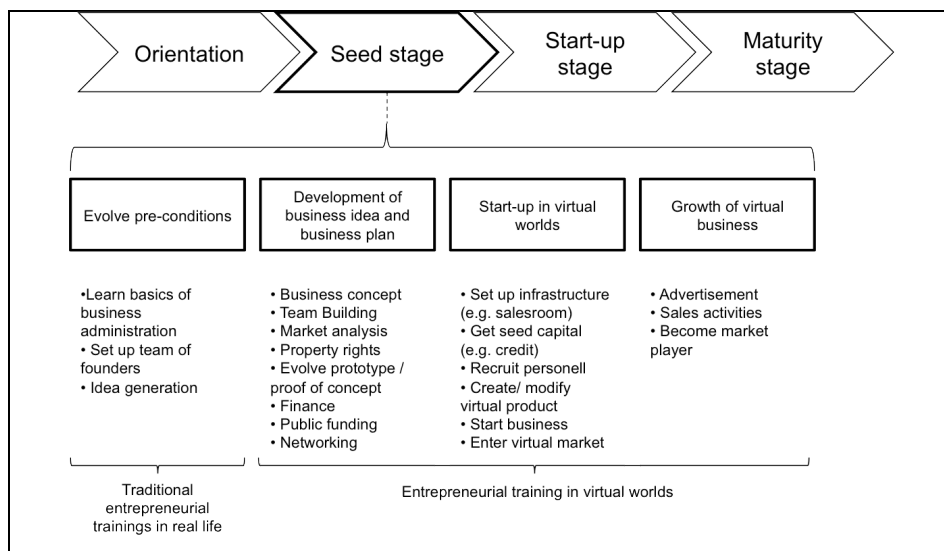 Orientation
Seed stage
Start-up
stage
Maturity
stage
Evolve pre-conditions
Development of
business idea and
business plan
Start-up in virtual
worlds
Growth of virtual
business
•Learn basics of
business
administration
• Set up team of
founders
• Idea generation
• Business concept
• Team Building
• Market analysis
• Property rights
• Evolve prototype /
proof of concept
• Finance
• Public funding
• Networking
• Set up infrastructure
(e.g. salesroom)
• Get seed capital
(e.g. credit)
• Recruit personell
• Create/ modify
virtual product
• Start business
• Enter virtual market
• Advertisement
• Sales activities
• Become market
player
Traditional
entrepreneurial
trainings in real life
Entrepreneurial training in virtual worlds